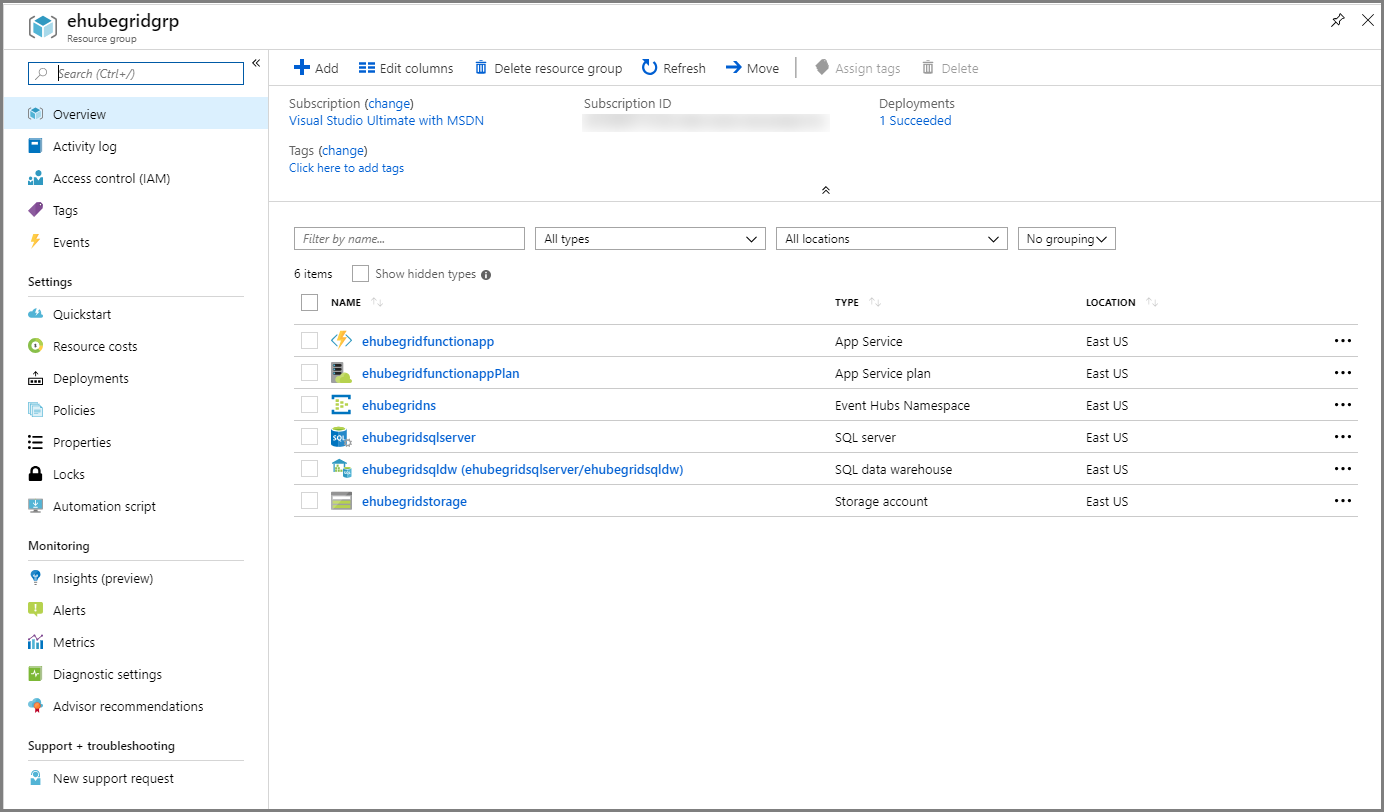 ehubegridgrp
Resource group
Search (Ctrl+/)
Overview
Activity log
Access control (IAM)
Tags
Events
Settings
Quickstart
Resource costs
Deployments
Policies
Properties
Locks
Automation script
Monitoring
Insights (preview)
Alerts
Metrics
Diagnostic settings
Advisor recommendations
Support + troubleshooting
New support request
Add Edit columns Delete resource group Refresh Move Assign tags Delete
Subscription (change) Subscription ID Deployments
Visual Studio Ultimate with MSDN 1 Succeeded
Tags (change)
Click here to add tags
Filter by name... All types All locations No grouping
6 items Show hidden types
NAME TYPE LOCATION
ehubegridfunctionapp App Service East US
ehubegridfunctionappPlan App Service plan East US
ehubegridns Event Hubs Namespace East US
SQL ehubegridsqlserver SQL server East US
ehubegridsqldw (ehubegridsqlserver/ehubegridsqldw) SQL data warehouse East US
ehubegridstorage Storage account East US